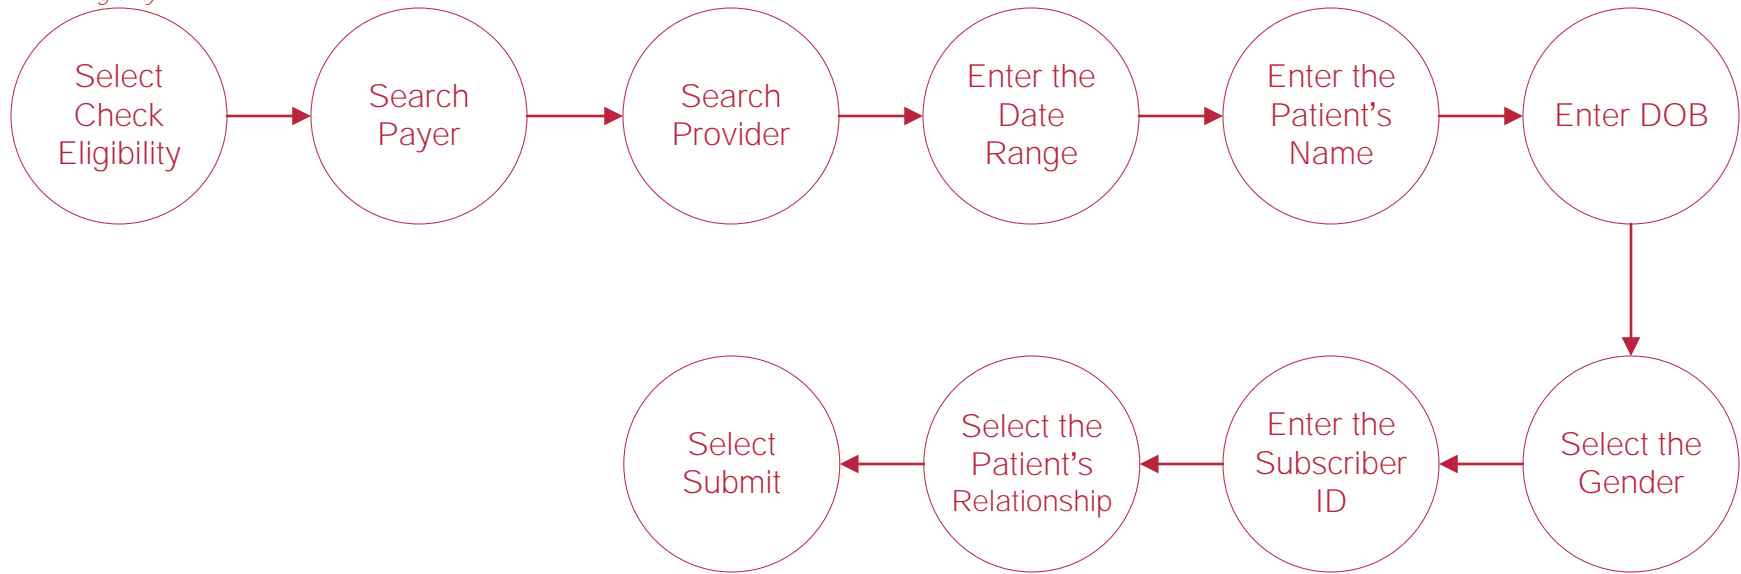 Select
Check
Eligibility
Search
Payer
Search
Provider
Enter the
Date
Range
Enter the
Patient's
Name
Enter DOB
Select the
Gender
Enter the
Subscriber
ID
Select the
Patient's
Relationship
Select
Submit